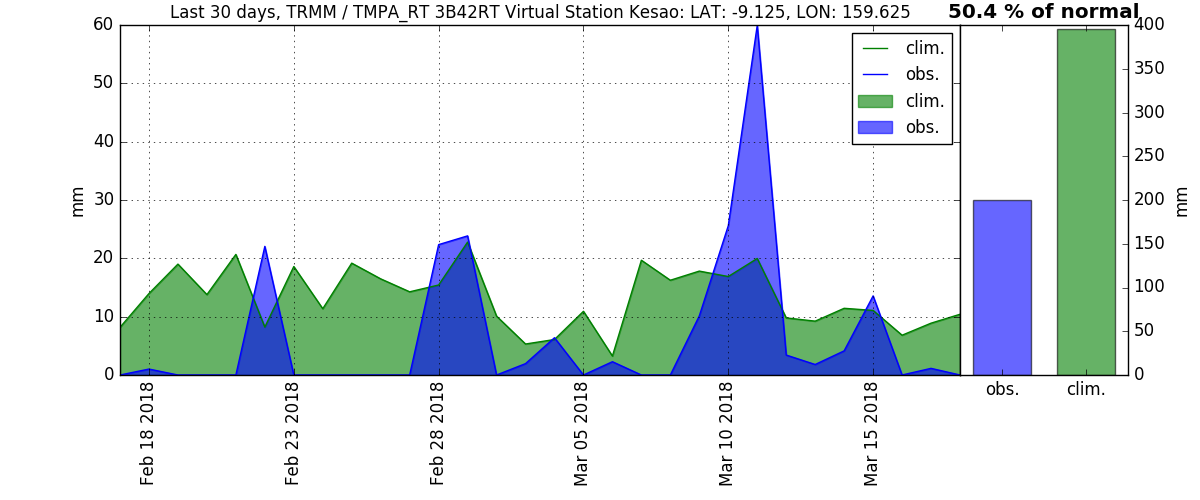 Last 30 days, TRMM / TMPA_RT 3B42RT Virtual Station Kesao: LAT: -9.125, LON: 159.625
50.4 % of normal
60
50
40
30
20
10
0
mm
clim.
obs.
clim.
obs.
400
350
300
250
200
150
100
50
0
mm
obs.
clim.
Feb 18 2018
Feb 23 2018
Feb 28 2018
Mar 05 2018
Mar 10 2018
Mar 15 2018